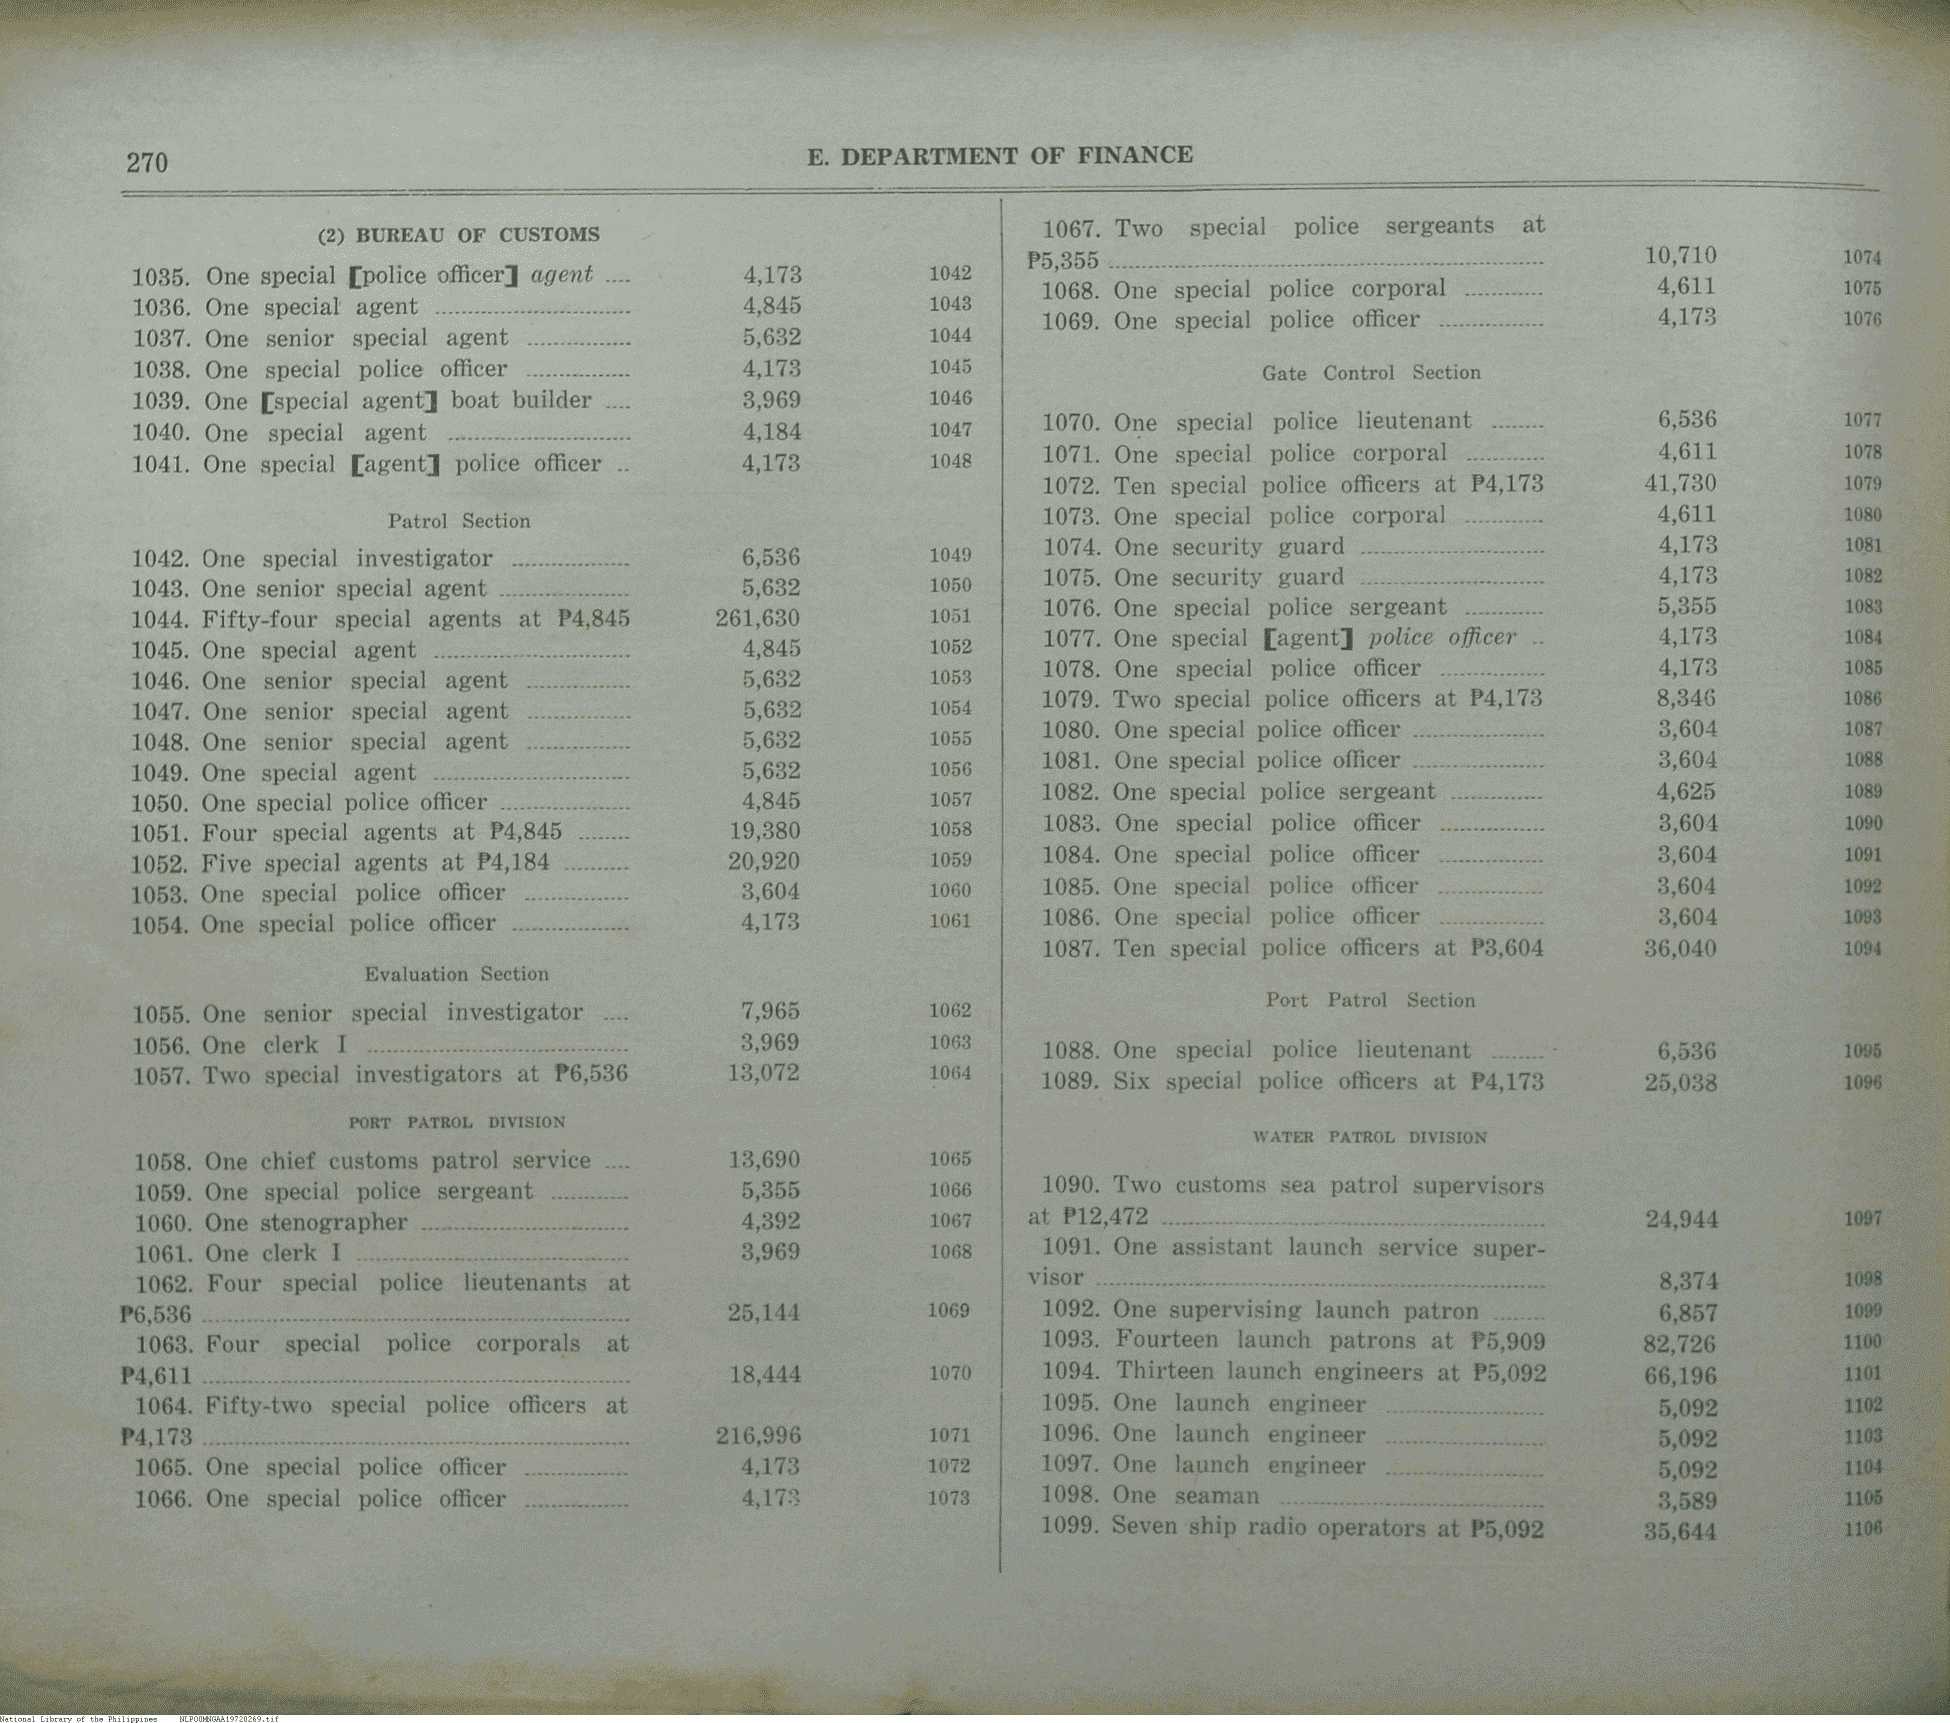 270
E. DEPARTMENT OF FINANCE
(2) BUREAU OF CUSTOMS
1035. One special [police officer] agent .... 4,173 1042
1036. One special agent .... 4,845 1043
1037. One senior special agent .... 5,632 1044
1038. One special police officer .... 4,173 1045
1039. One [special agent] boat builder .... 3,969 1046
1040. One special agent .... 4,184 1047
1041. One special [agent] police officer .. 4,173 1048
Patrol Section
1042. One special investigator .... 6,536 1049
1043. One senior special agent .... 5,632 1050
1044. Fifty-four special agents at ₱4,845 261,630 1051
1045. One special agent .... 4,845 1052
1046. One senior special agent .... 5,632 1053
1047. One senior special agent .... 5,632 1054
1048. One senior special agent .... 5,632 1055
1049. One special agent .... 5,632 1056
1050. One special police officer .... 4,845 1057
1051. Four special agents at ₱4,845 .... 19,380 1058
1052. Five special agents at ₱4,184 .... 20,920 1059
1053. One special police officer .... 3,604 1060
1054. One special police officer .... 4,173 1061
Evaluation Section
1055. One senior special investigator .... 7,965 1062
1056. One clerk I .... 3,969 1063
1057. Two special investigators at ₱6,536 13,072 1064
PORT PATROL DIVISION
1058. One chief customs patrol service .... 13,690 1065
1059. One special police sergeant .... 5,355 1066
1060. One stenographer .... 4,392 1067
1061. One clerk I .... 3,969 1068
1062. Four special police lieutenants at
₱6,536 .... 25,144 1069
1063. Four special police corporals at
₱4,611 .... 18,444 1070
1064. Fifty-two special police officers at
₱4,173 .... 216,996 1071
1065. One special police officer .... 4,173 1072
1066. One special police officer .... 4,173 1073
1067. Two special police sergeants at
₱5,355 .... 10,710 1074
1068. One special police corporal .... 4,611 1075
1069. One special police officer .... 4,173 1076
Gate Control Section
1070. One special police lieutenant .... 6,536 1077
1071. One special police corporal .... 4,611 1078
1072. Ten special police officers at ₱4,173 41,730 1079
1073. One special police corporal .... 4,611 1080
1074. One security guard .... 4,173 1081
1075. One security guard .... 4,173 1082
1076. One special police sergeant .... 5,355 1083
1077. One special [agent] police officer .. 4,173 1084
1078. One special police officer .... 4,173 1085
1079. Two special police officers at ₱4,173 8,346 1086
1080. One special police officer .... 3,604 1087
1081. One special police officer .... 3,604 1088
1082. One special police sergeant .... 4,625 1089
1083. One special police officer .... 3,604 1090
1084. One special police officer .... 3,604 1091
1085. One special police officer .... 3,604 1092
1086. One special police officer .... 3,604 1093
1087. Ten special police officers at ₱3,604 36,040 1094
Port Patrol Section
1088. One special police lieutenant .... 6,536 1095
1089. Six special police officers at ₱4,173 25,038 1096
WATER PATROL DIVISION
1090. Two customs sea patrol supervisors
at ₱12,472 .... 24,944 1097
1091. One assistant launch service super-
visor .... 8,374 1098
1092. One supervising launch patron .... 6,857 1099
1093. Fourteen launch patrons at ₱5,909 82,726 1100
1094. Thirteen launch engineers at ₱5,092 66,196 1101
1095. One launch engineer .... 5,092 1102
1096. One launch engineer .... 5,092 1103
1097. One launch engineer .... 5,092 1104
1098. One seaman .... 3,589 1105
1099. Seven ship radio operators at ₱5,092 35,644 1106
National Library of the Philippines NLPOOMNGAA19720269.tif